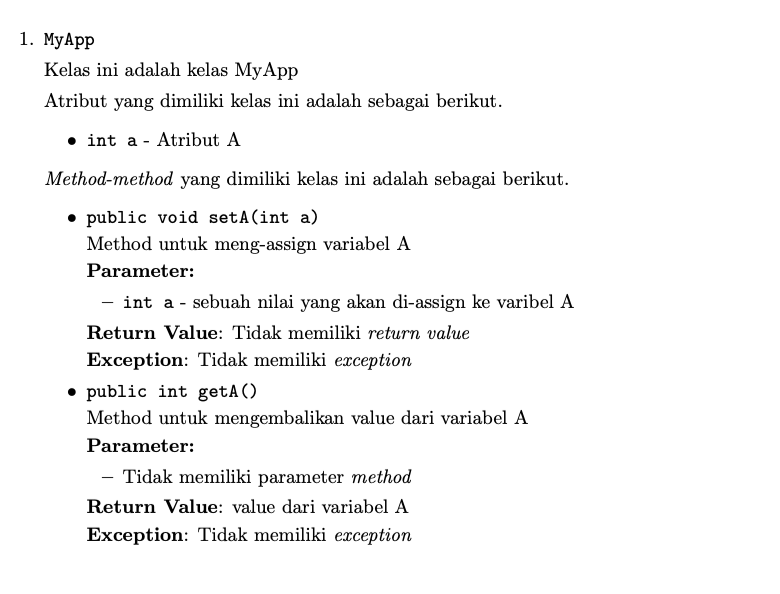 1. MyApp
Kelas ini adalah kelas MyApp
Atribut yang dimiliki kelas ini adalah sebagai berikut.
• int a - Atribut A
Method-method yang dimiliki kelas ini adalah sebagai berikut.
• public void setA(int a)
Method untuk meng-assign variabel A
Parameter:
– int a - sebuah nilai yang akan di-assign ke varibel A
Return Value: Tidak memiliki return value
Exception: Tidak memiliki exception
• public int getA()
Method untuk mengembalikan value dari variabel A
Parameter:
– Tidak memiliki parameter method
Return Value: value dari variabel A
Exception: Tidak memiliki exception